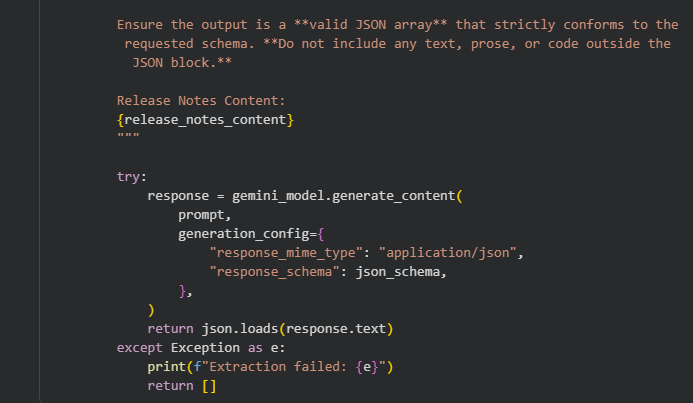 Ensure the output is a **valid JSON array** that strictly conforms to the
requested schema. **Do not include any text, prose, or code outside the
JSON block.**
Release Notes Content:
{release_notes_content}
"""
try:
response = gemini_model.generate_content(
prompt,
generation_config={
"response_mime_type": "application/json",
"response_schema": json_schema,
},
)
return json.loads(response.text)
except Exception as e:
print(f"Extraction failed: {e}")
return []